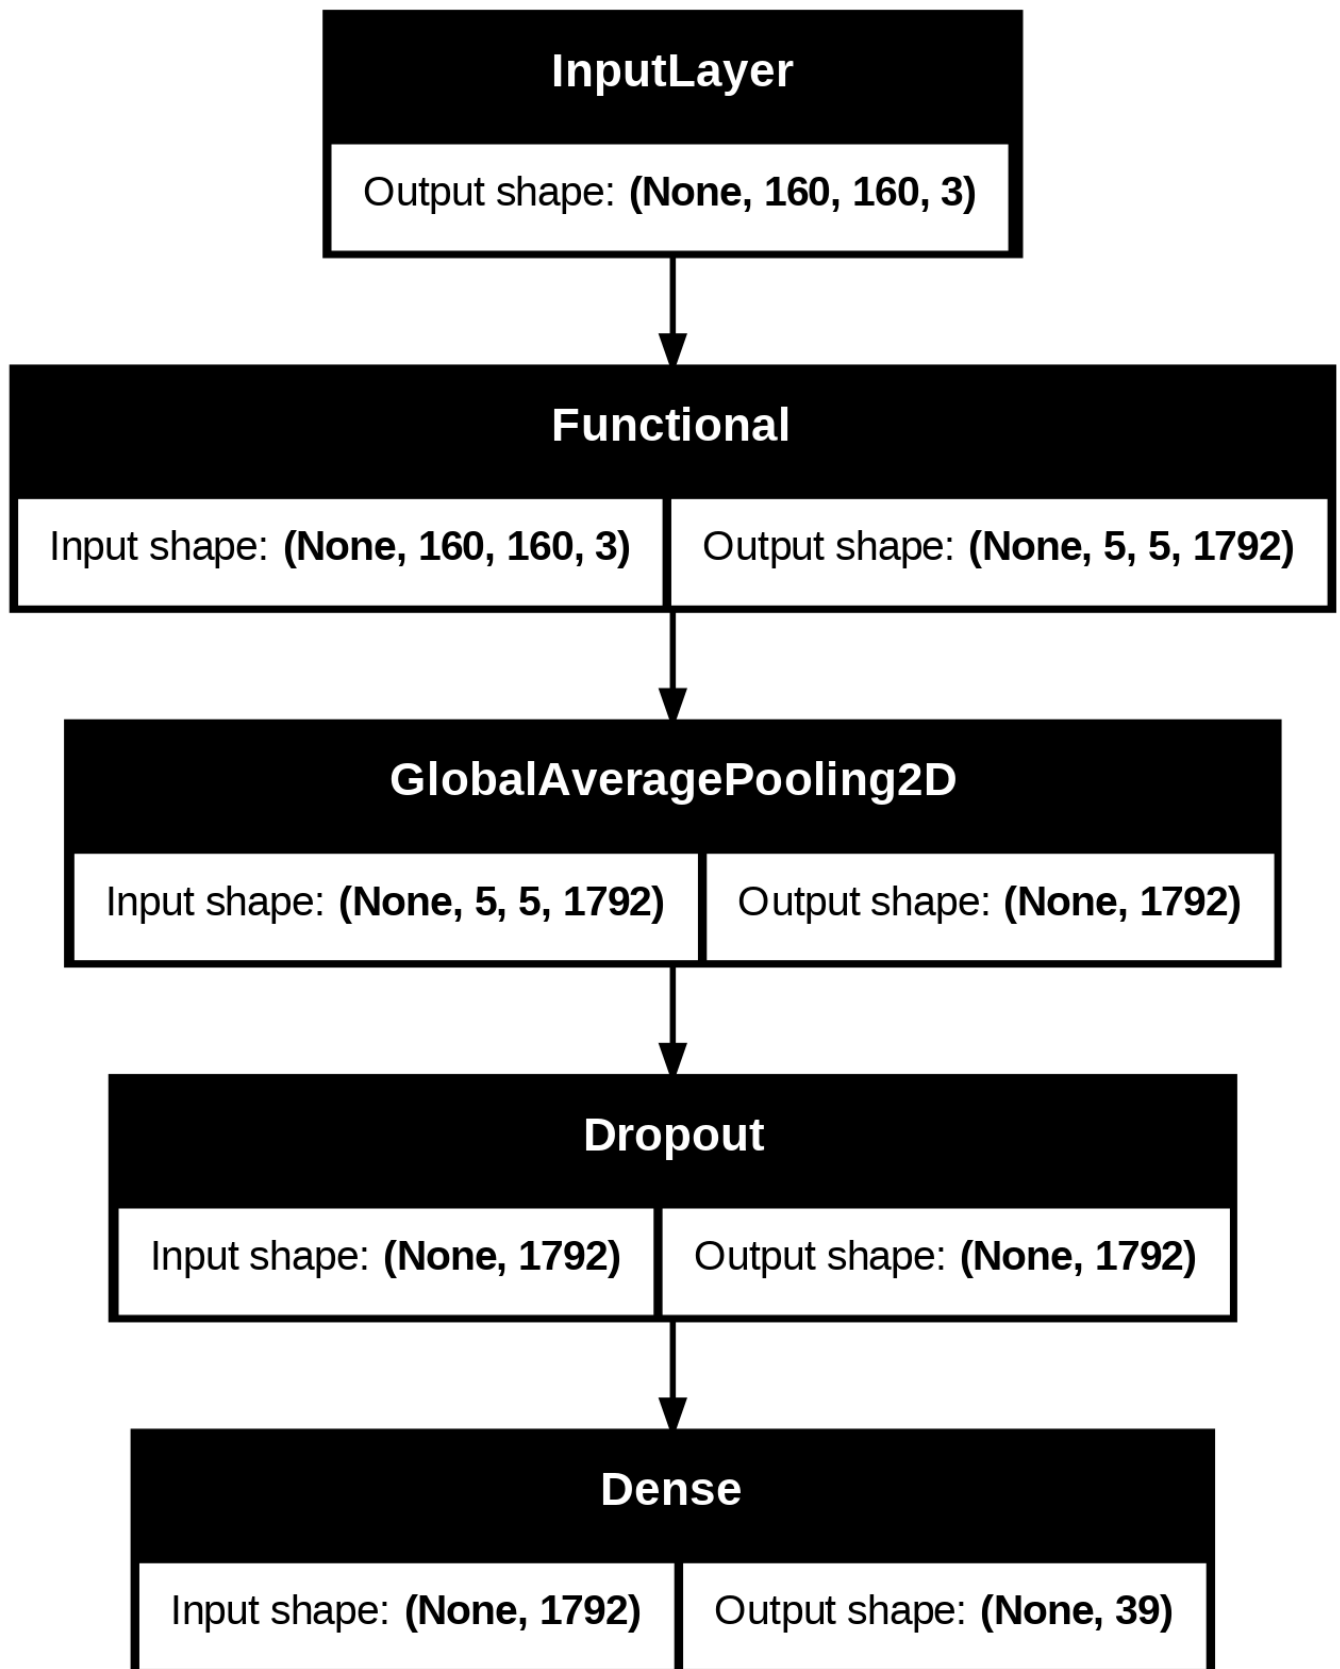 InputLayer
Output shape: (None, 160, 160, 3)
Functional
Input shape: (None, 160, 160, 3) Output shape: (None, 5, 5, 1792)
GlobalAveragePooling2D
Input shape: (None, 5, 5, 1792) Output shape: (None, 1792)
Dropout
Input shape: (None, 1792) Output shape: (None, 1792)
Dense
Input shape: (None, 1792) Output shape: (None, 39)